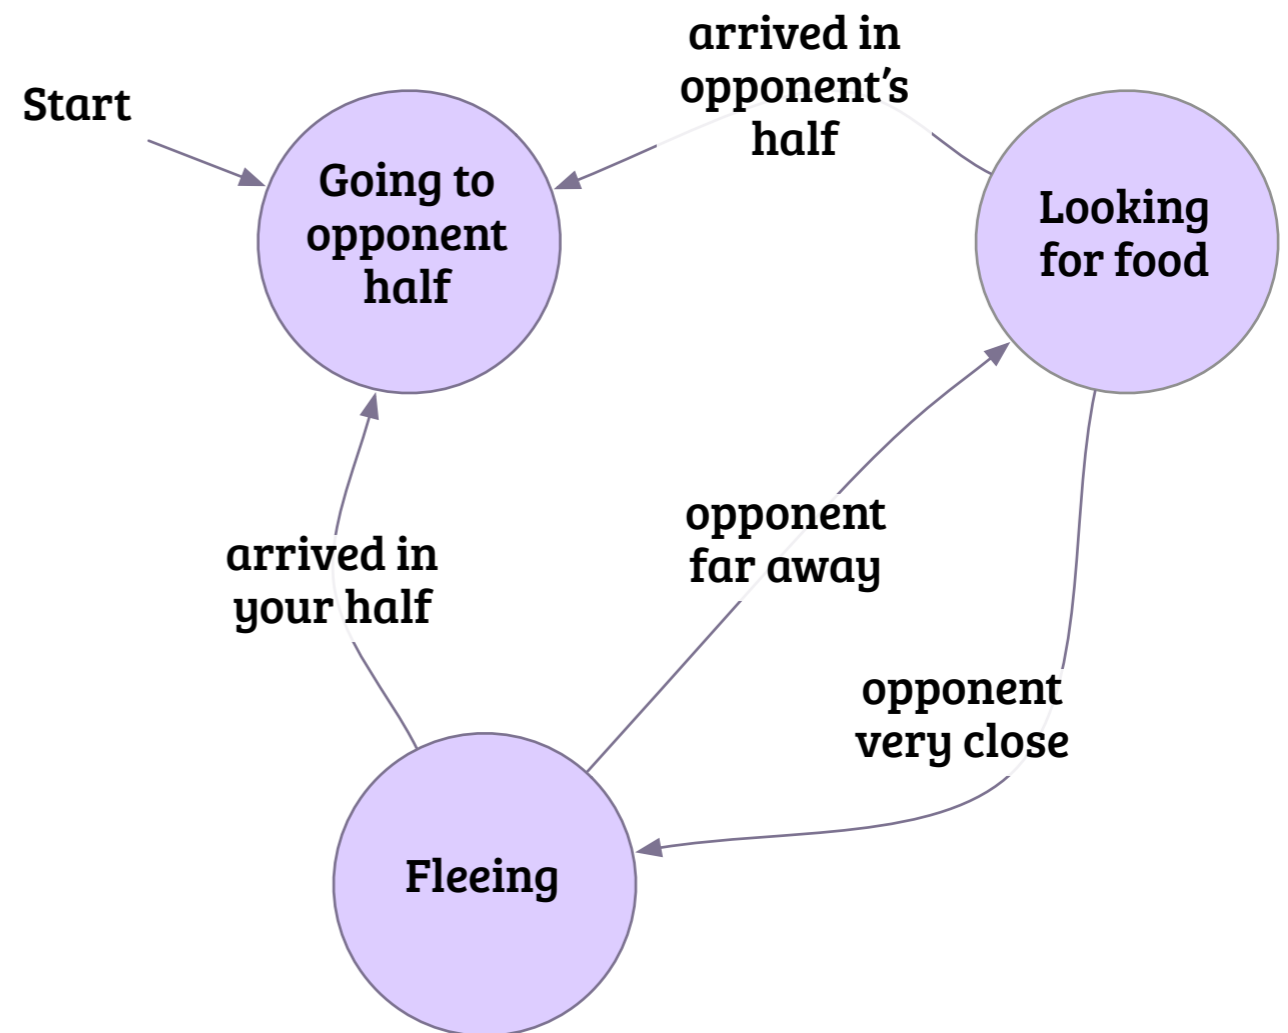 Start
Going to
opponent
half
arrived in
opponent’s
half
Looking
for food
arrived in
your half
opponent
far away
opponent
very close
Fleeing